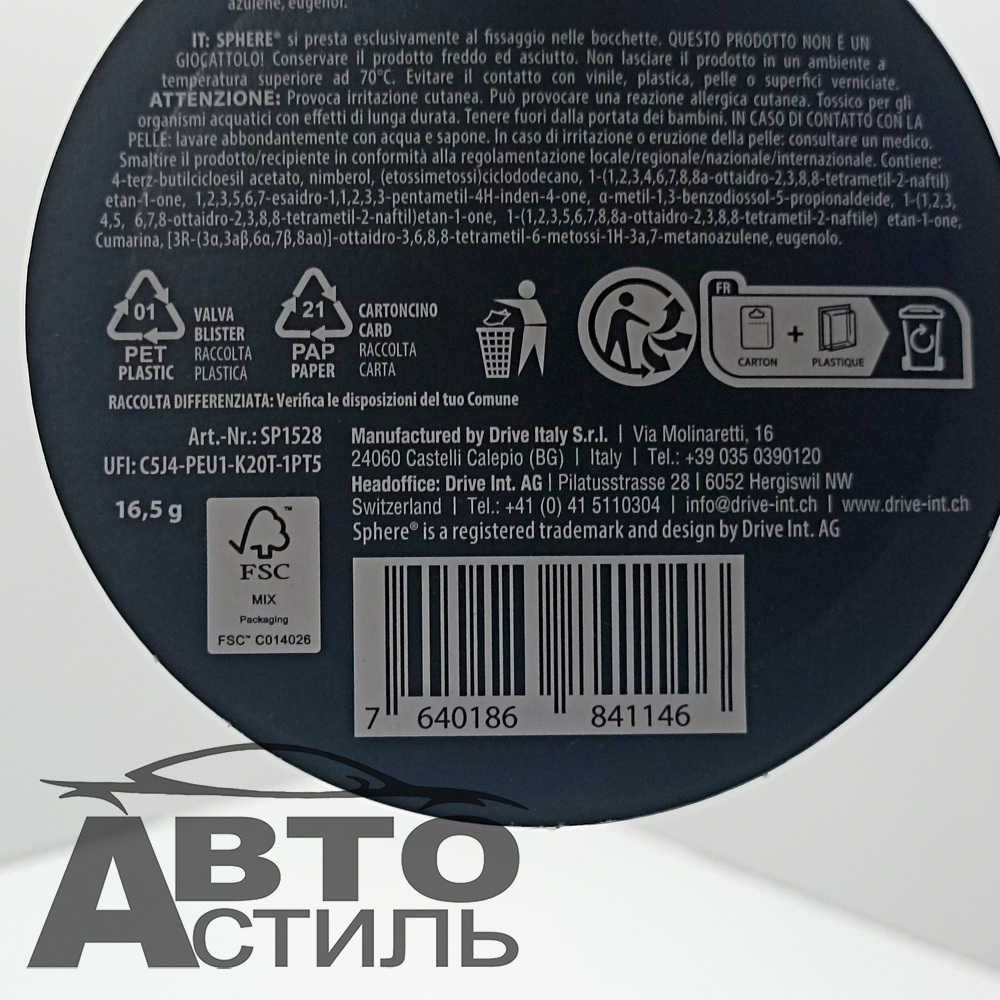 azulene, eugenol.
IT: SPHERE® si presta esclusivamente al fissaggio nelle bocchette. QUESTO PRODOTTO NON È UN
GIOCATTOLO! Conservare il prodotto freddo ed asciutto. Non lasciare il prodotto in un ambiente a
temperatura superiore ad 70°C. Evitare il contatto con vinile, plastica, pelle o superfici verniciate.
ATTENZIONE: Provoca irritazione cutanea. Può provocare una reazione allergica cutanea. Tossico per gli
organismi acquatici con effetti di lunga durata. Tenere fuori dalla portata dei bambini. IN CASO DI CONTATTO CON LA
PELLE: lavare abbondantemente con acqua e sapone. In caso di irritazione o eruzione della pelle: consultare un medico.
Smaltire il prodotto/recipiente in conformità alla regolamentazione locale/regionale/nazionale/internazionale. Contiene:
4-terz-butilcicloesil acetato, nimberol, (etossimetossi)ciclododecano, 1-(1,2,3,4,6,7,8,8a-ottaidro-2,3,8,8-tetrametil-2-naftil)
etan-1-one, 1,2,3,5,6,7-esaidro-1,1,2,3,3-pentametil-4H-inden-4-one, α-metil-1,3-benzodiossol-5-propionaldeide, 1-(1,2,3,
4,5, 6,7,8-ottaidro-2,3,8,8-tetrametil-2-naftil)etan-1-one, 1-(1,2,3,5,6,7,8,8a-ottaidro-2,3,8,8-tetrametil-2-naftile) etan-1-one,
Cumarina, [3R-(3α,3aβ,6α,7β,8aα)]-ottaidro-3,6,8,8-tetrametil-6-metossi-1H-3a,7-metanoazulene, eugenolo.
01
PET
PLASTIC
VALVA
BLISTER
RACCOLTA
PLASTICA
21
PAP
PAPER
CARTONCINO
CARD
RACCOLTA
CARTA
FR
CARTON
+
PLASTIQUE
RACCOLTA DIFFERENZIATA: Verifica le disposizioni del tuo Comune
Art.-Nr.: SP1528
UFI: C5J4-PEU1-K20T-1PT5
16,5 g
Manufactured by Drive Italy S.r.l. | Via Molinaretti, 16
24060 Castelli Calepio (BG) | Italy | Tel.: +39 035 0390120
Headoffice: Drive Int. AG | Pilatusstrasse 28 | 6052 Hergiswil NW
Switzerland | Tel.: +41 (0) 41 5110304 | info@drive-int.ch | www.drive-int.ch
Sphere® is a registered trademark and design by Drive Int. AG
FSC
MIX
Packaging
FSC™ C014026
7 640186 841146
АВТО
СТИЛЬ